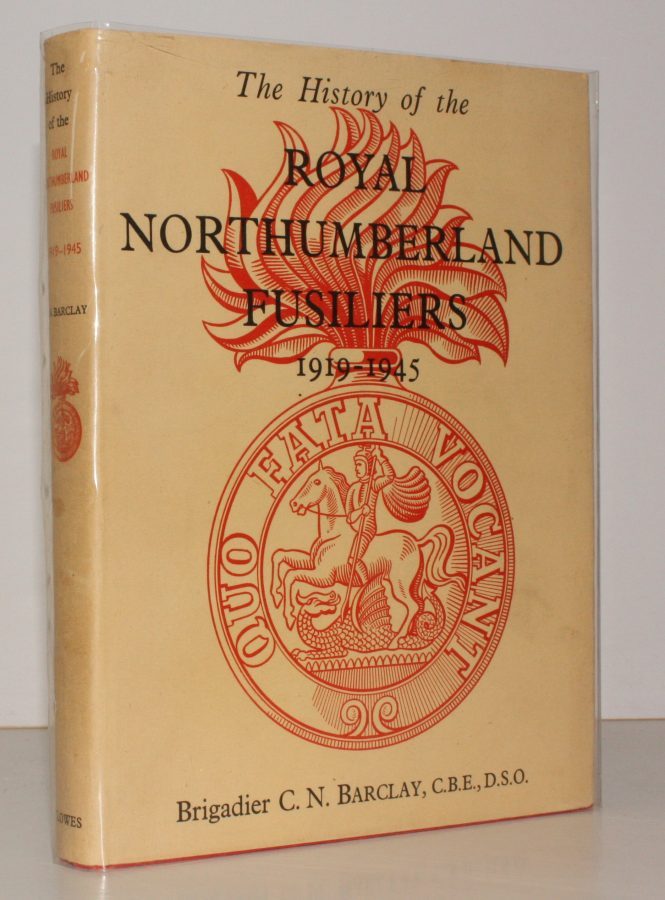 The History of the
ROYAL
NORTHUMBERLAND
FUSILIERS
1919-1945
QUO FATA VOCANT
Brigadier C. N. BARCLAY, C.B.E., D.S.O.
The
History
of the
ROYAL
NORTHUMBERLAND
FUSILIERS
1919-1945
BARCLAY